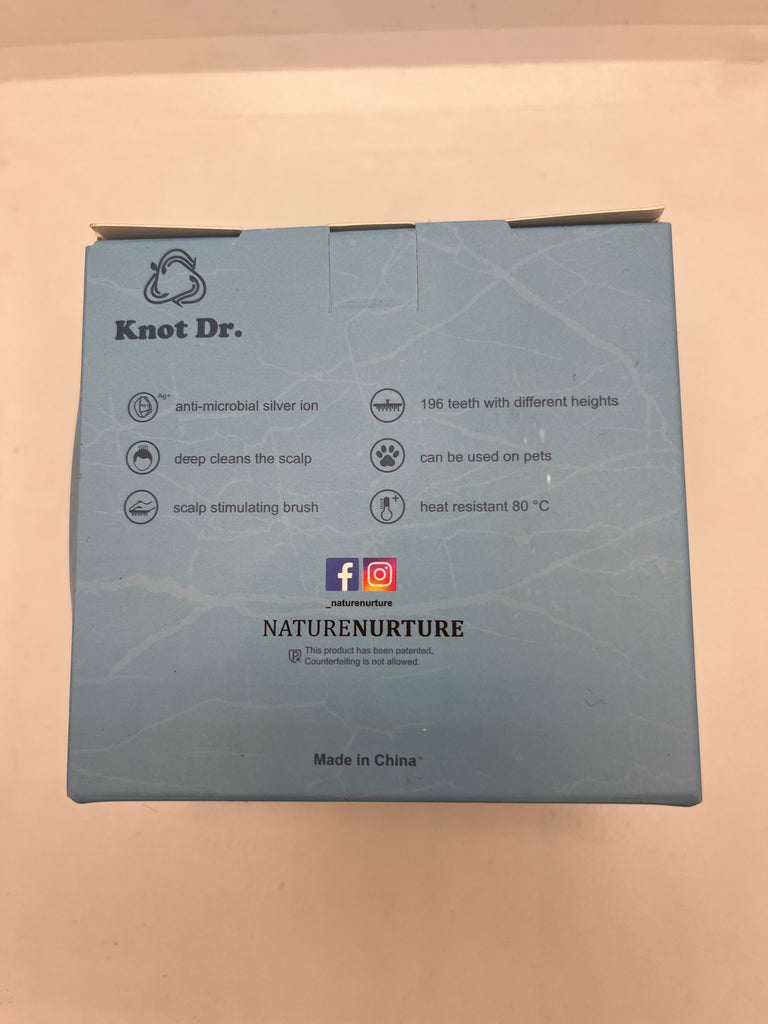 Knot Dr.
Ag+
anti-microbial silver ion
196 teeth with different heights
deep cleans the scalp
can be used on pets
scalp stimulating brush
heat resistant 80 °C
_naturenurture
NATURENURTURE
This product has been patented.
Counterfeiting is not allowed.
Made in China